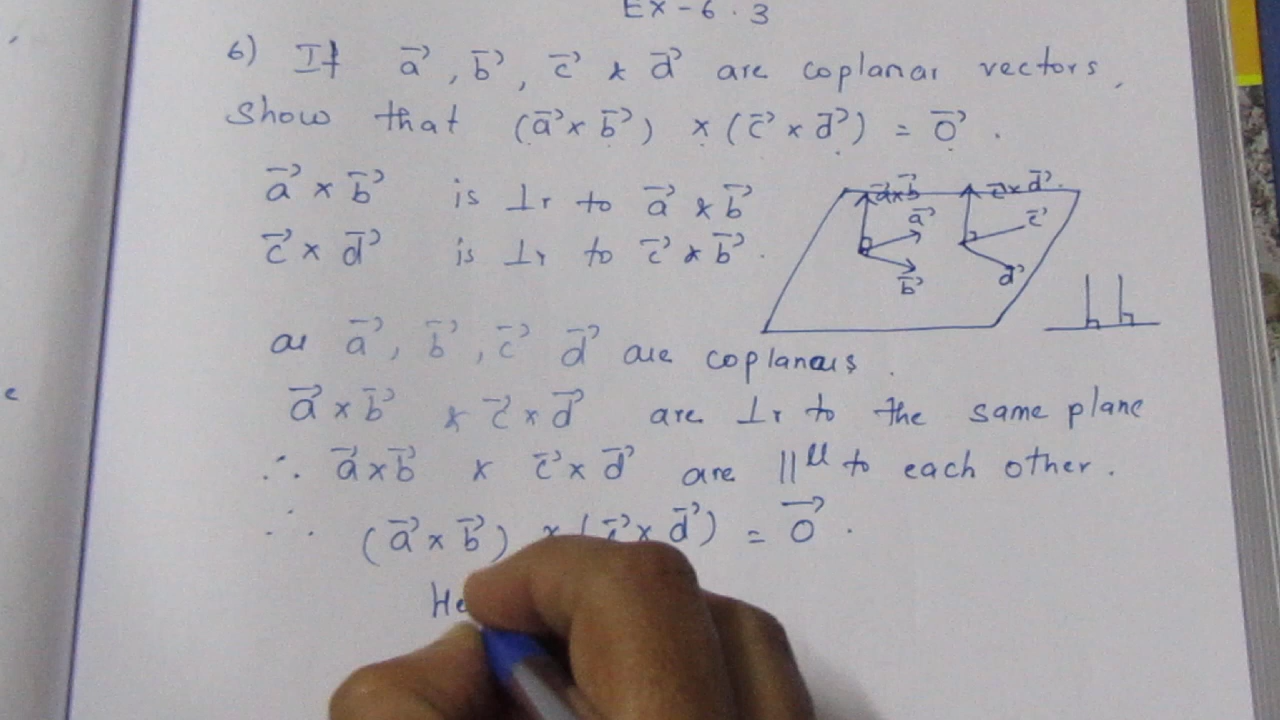 Ex-6.3
6) If a⃗, b⃗, c⃗ & d⃗ are coplanar vectors,
Show that (a⃗ × b⃗) × (c⃗ × d⃗) = 0⃗.
a⃗ × b⃗ is ⊥r to a⃗ & b⃗
c⃗ × d⃗ is ⊥r to c⃗ & b⃗.
a⃗×b⃗ c⃗×d⃗
a⃗ c⃗
b⃗ d⃗
as a⃗, b⃗, c⃗ d⃗ are coplanars.
a⃗ × b⃗ & c⃗ × d⃗ are ⊥r to the same plane
∴ a⃗ × b⃗ & c⃗ × d⃗ are ||ll to each other.
∴ (a⃗ × b⃗) × (c⃗ × d⃗) = 0⃗.
He